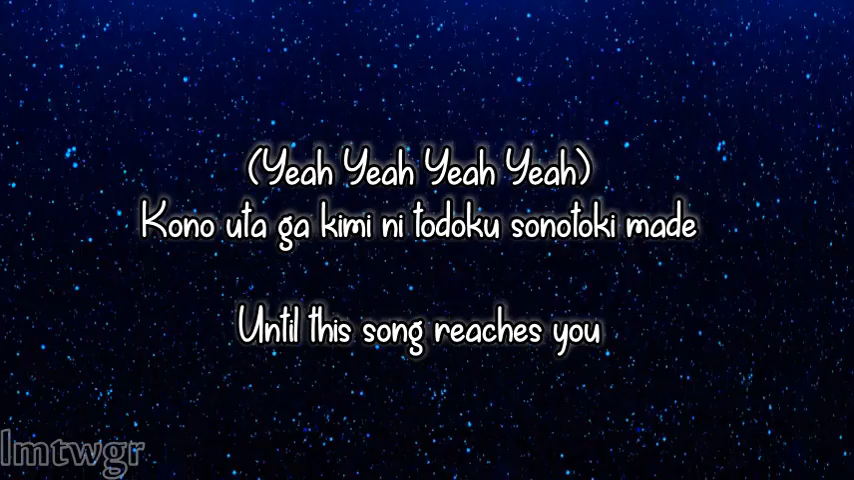 (Yeah Yeah Yeah Yeah)
Kono uta ga kimi ni todoku sonotoki made
Until this song reaches you
lmtwgr